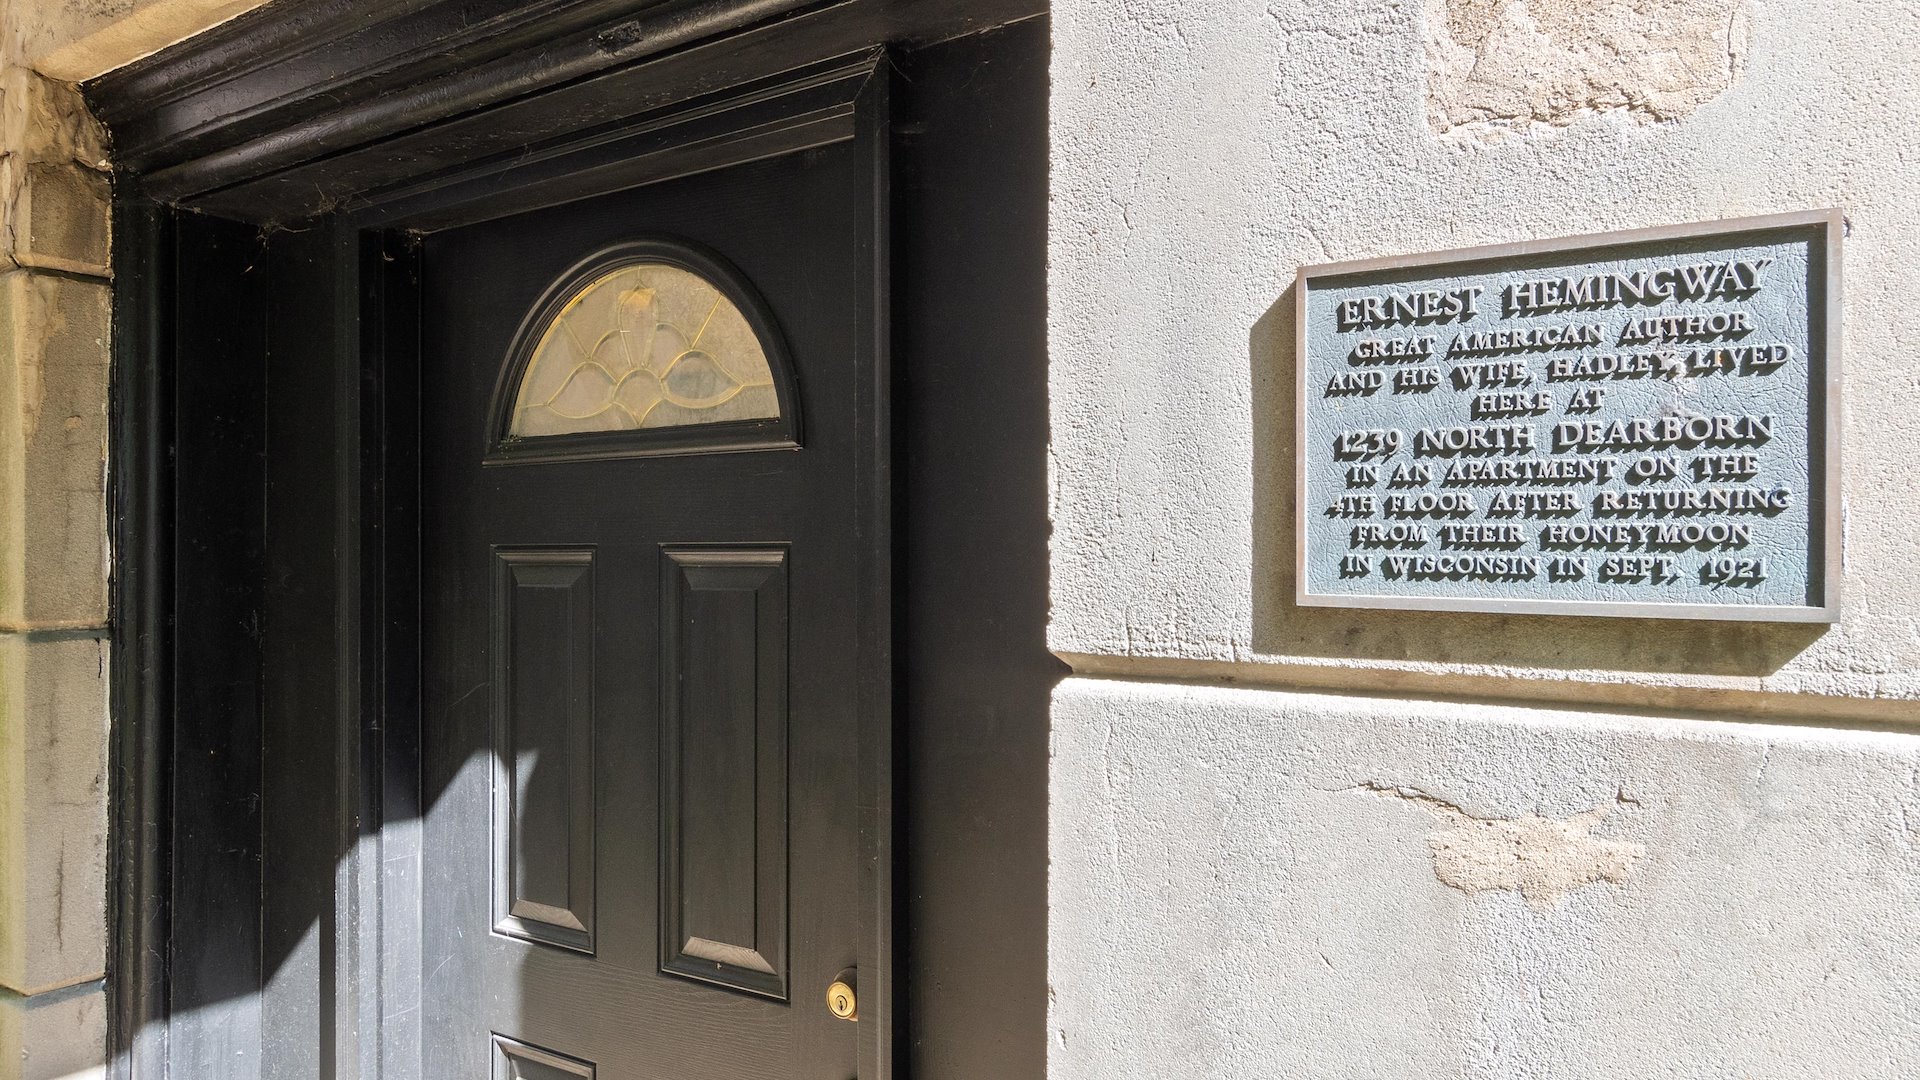 ERNEST HEMINGWAY
GREAT AMERICAN AUTHOR
AND HIS WIFE, HADLEY, LIVED
HERE AT
1239 NORTH DEARBORN
IN AN APARTMENT ON THE
4TH FLOOR AFTER RETURNING
FROM THEIR HONEYMOON
IN WISCONSIN IN SEPT. 1921